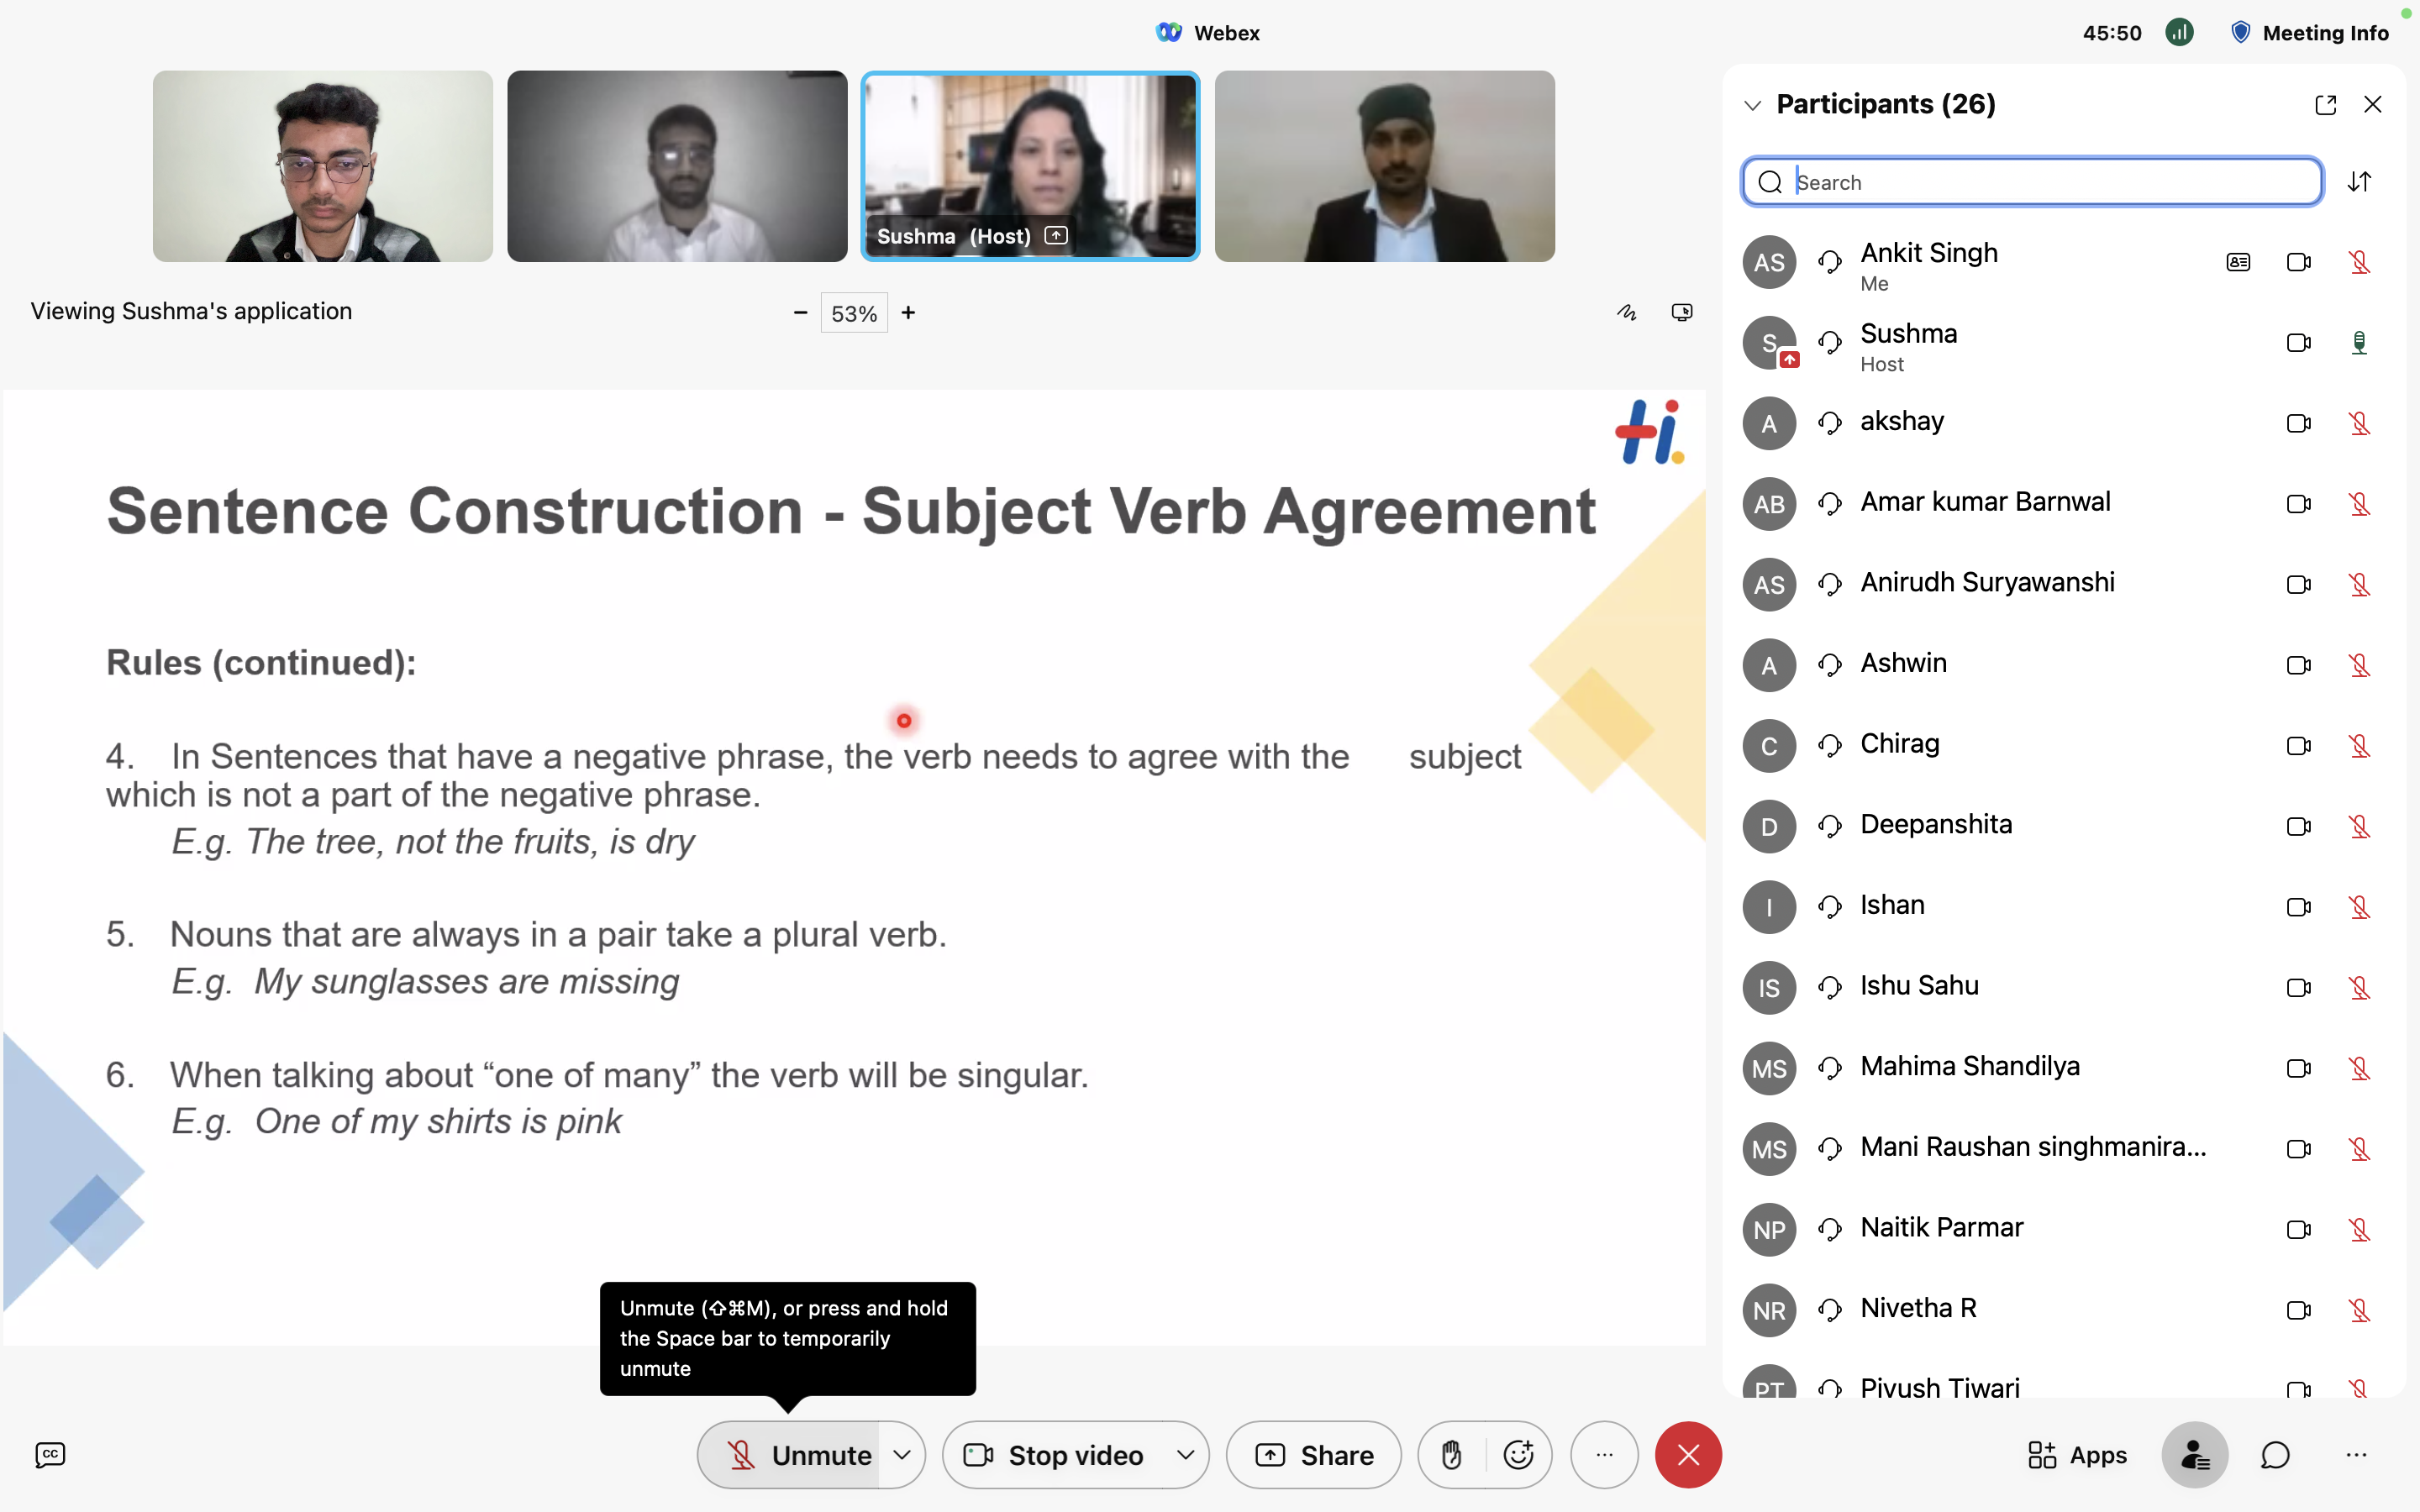 Webex
45:50
Meeting Info
Sushma (Host)
Viewing Sushma's application
53%
Hi.
Sentence Construction - Subject Verb Agreement
Rules (continued):
4. In Sentences that have a negative phrase, the verb needs to agree with the subject
which is not a part of the negative phrase.
E.g. The tree, not the fruits, is dry
5. Nouns that are always in a pair take a plural verb.
E.g. My sunglasses are missing
6. When talking about “one of many” the verb will be singular.
E.g. One of my shirts is pink
Unmute (⇧⌘M), or press and hold
the Space bar to temporarily
unmute
CC
Unmute
Stop video
Share
Participants (26)
Search
AS Ankit Singh
Me
S Sushma
Host
A akshay
AB Amar kumar Barnwal
AS Anirudh Suryawanshi
A Ashwin
C Chirag
D Deepanshita
I Ishan
IS Ishu Sahu
MS Mahima Shandilya
MS Mani Raushan singhmanira...
NP Naitik Parmar
NR Nivetha R
PT Piyush Tiwari
Apps